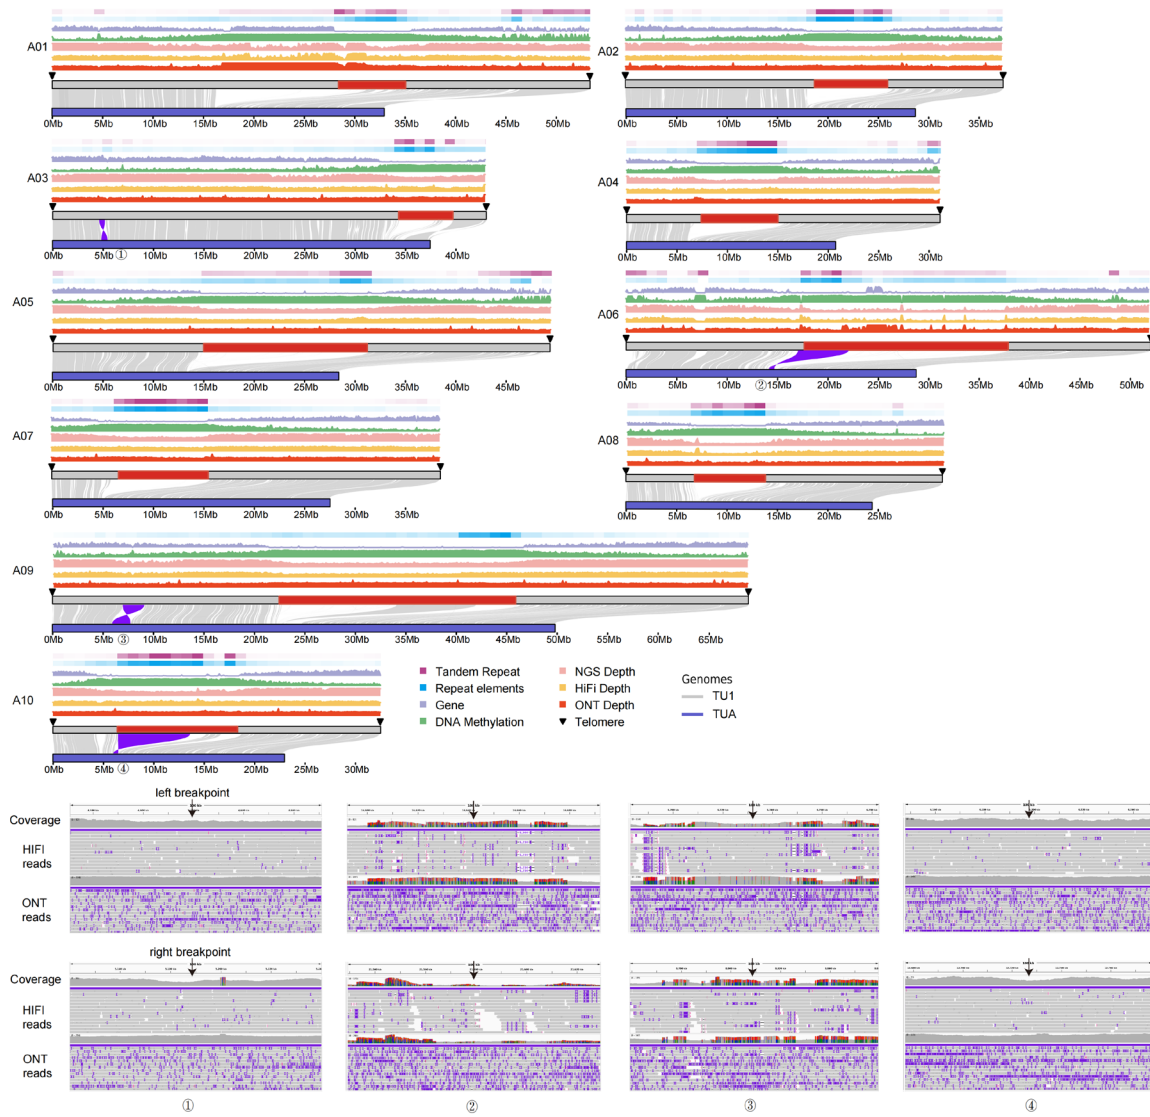 A01
0Mb 5Mb 10Mb 15Mb 20Mb 25Mb 30Mb 35Mb 40Mb 45Mb 50Mb
A02
0Mb 5Mb 10Mb 15Mb 20Mb 25Mb 30Mb 35Mb
A03
0Mb 5Mb ① 10Mb 15Mb 20Mb 25Mb 30Mb 35Mb 40Mb
A04
0Mb 5Mb 10Mb 15Mb 20Mb 25Mb 30Mb
A05
0Mb 5Mb 10Mb 15Mb 20Mb 25Mb 30Mb 35Mb 40Mb 45Mb
A06
0Mb 5Mb 10Mb ② 15Mb 20Mb 25Mb 30Mb 35Mb 40Mb 45Mb 50Mb
A07
0Mb 5Mb 10Mb 15Mb 20Mb 25Mb 30Mb 35Mb
A08
0Mb 5Mb 10Mb 15Mb 20Mb 25Mb
A09
0Mb 5Mb ③ 10Mb 15Mb 20Mb 25Mb 30Mb 35Mb 40Mb 45Mb 50Mb 55Mb 60Mb 65Mb
A10
0Mb 5Mb ④ 10Mb 15Mb 20Mb 25Mb 30Mb
Tandem Repeat
Repeat elements
Gene
DNA Methylation
NGS Depth
HiFi Depth
ONT Depth
Telomere
Genomes
TU1
TUA
left breakpoint
Coverage
HIFI
reads
ONT
reads
right breakpoint
Coverage
HIFI
reads
ONT
reads
① ② ③ ④